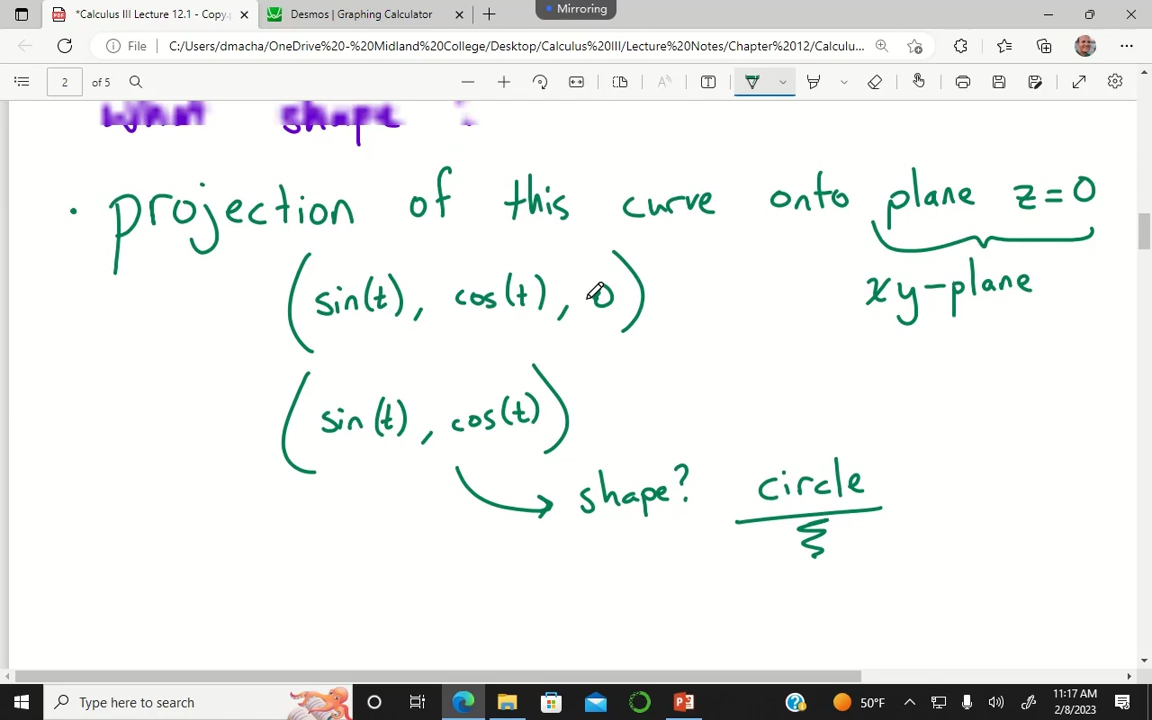 Mirroring
*Calculus III Lecture 12.1 - Copy.
Desmos | Graphing Calculator
File C:/Users/dmacha/OneDrive%20-%20Midland%20College/Desktop/Calculus%20III/Lecture%20Notes/Chapter%2012/Calculu...
2 of 5
what shape ?
• projection of this curve onto plane z=0
(sin(t), cos(t), 0) xy-plane
(sin(t), cos(t))
shape? circle
Type here to search
50°F
11:17 AM
2/8/2023